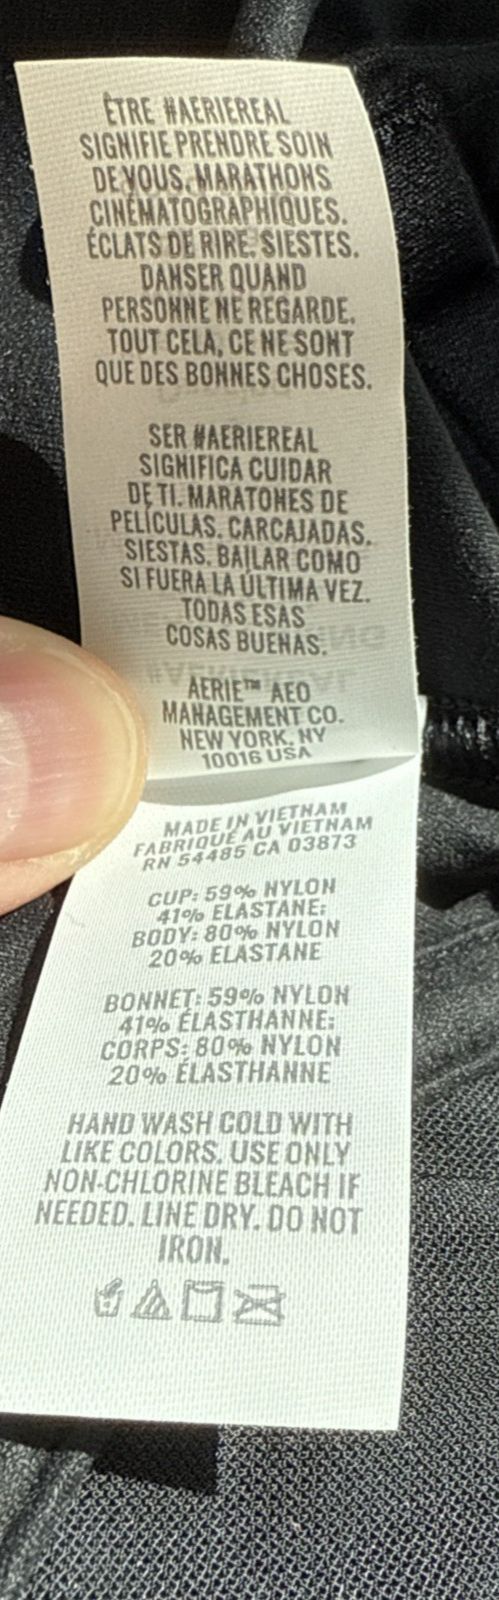 ÊTRE #AERIEREAL
SIGNIFIE PRENDRE SOIN
DE VOUS. MARATHONS
CINÉMATOGRAPHIQUES.
ÉCLATS DE RIRE. SIESTES.
DANSER QUAND
PERSONNE NE REGARDE.
TOUT CELA, CE NE SONT
QUE DES BONNES CHOSES.
SER #AERIEREAL
SIGNIFICA CUIDAR
DE TI. MARATONES DE
PELÍCULAS. CARCAJADAS.
SIESTAS. BAILAR COMO
SI FUERA LA ÚLTIMA VEZ.
TODAS ESAS
COSAS BUENAS.
AERIE™ AEO
MANAGEMENT CO.
NEW YORK, NY
10016 USA
MADE IN VIETNAM
FABRIQUÉ AU VIETNAM
RN 54485 CA 03873
CUP: 59% NYLON
41% ELASTANE;
BODY: 80% NYLON
20% ELASTANE
BONNET: 59% NYLON
41% ÉLASTHANNE;
CORPS: 80% NYLON
20% ÉLASTHANNE
HAND WASH COLD WITH
LIKE COLORS. USE ONLY
NON-CHLORINE BLEACH IF
NEEDED. LINE DRY. DO NOT
IRON.